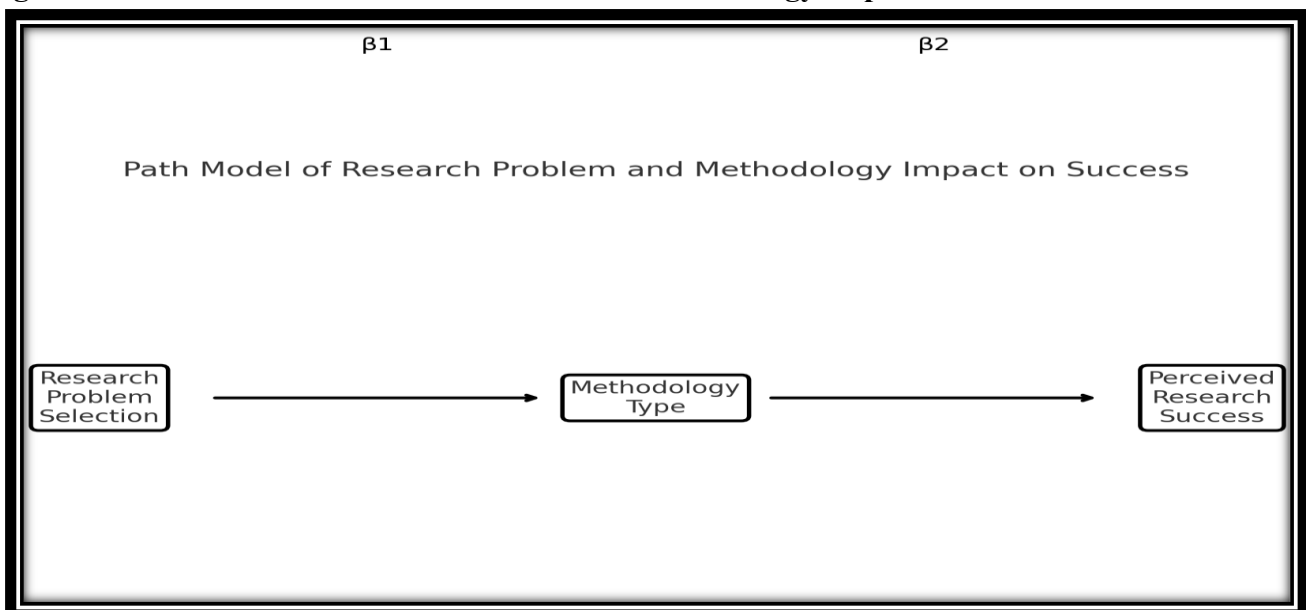 β1 β2
Path Model of Research Problem and Methodology Impact on Success
Research
Problem
Selection
Methodology
Type
Perceived
Research
Success